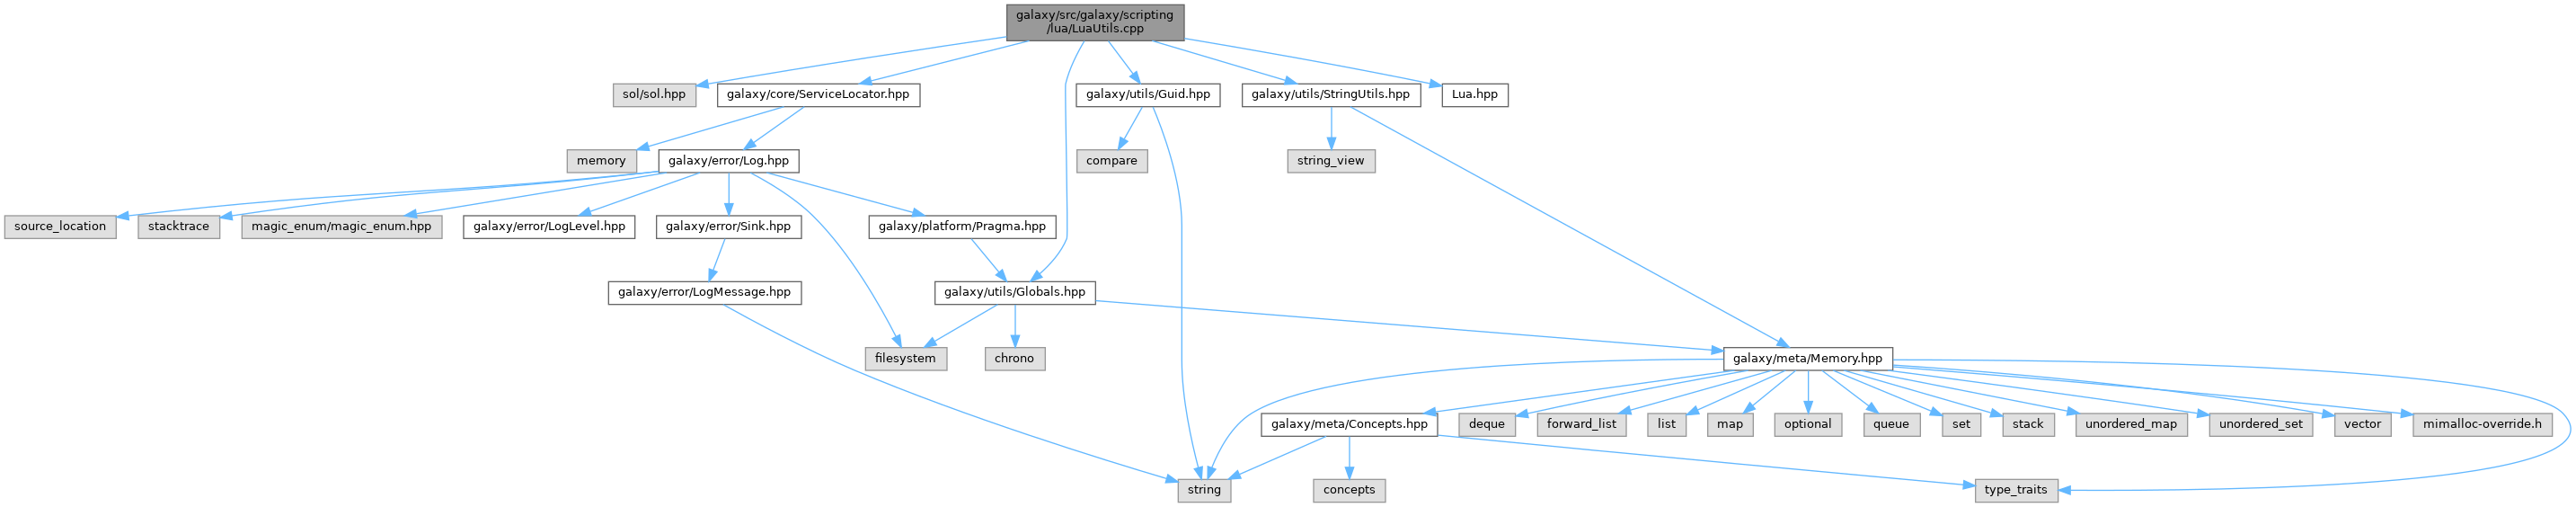 galaxy/src/galaxy/scripting
/lua/LuaUtils.cpp
sol/sol.hpp
galaxy/core/ServiceLocator.hpp
galaxy/utils/Guid.hpp
galaxy/utils/StringUtils.hpp
Lua.hpp
memory
galaxy/error/Log.hpp
compare
string_view
source_location
stacktrace
magic_enum/magic_enum.hpp
galaxy/error/LogLevel.hpp
galaxy/error/Sink.hpp
galaxy/platform/Pragma.hpp
galaxy/error/LogMessage.hpp
galaxy/utils/Globals.hpp
filesystem
chrono
galaxy/meta/Memory.hpp
galaxy/meta/Concepts.hpp
deque
forward_list
list
map
optional
queue
set
stack
unordered_map
unordered_set
vector
mimalloc-override.h
string
concepts
type_traits